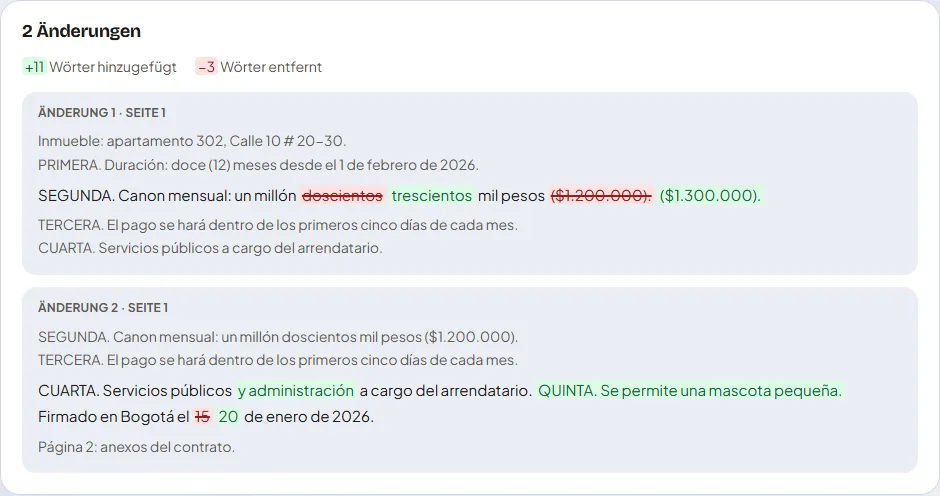 2 Änderungen
+11 Wörter hinzugefügt −3 Wörter entfernt
ÄNDERUNG 1 · SEITE 1
Inmueble: apartamento 302, Calle 10 # 20–30.
PRIMERA. Duración: doce (12) meses desde el 1 de febrero de 2026.
SEGUNDA. Canon mensual: un millón doscientos trescientos mil pesos ($1.200.000). ($1.300.000).
TERCERA. El pago se hará dentro de los primeros cinco días de cada mes.
CUARTA. Servicios públicos a cargo del arrendatario.
ÄNDERUNG 2 · SEITE 1
SEGUNDA. Canon mensual: un millón doscientos mil pesos ($1.200.000).
TERCERA. El pago se hará dentro de los primeros cinco días de cada mes.
CUARTA. Servicios públicos y administración a cargo del arrendatario. QUINTA. Se permite una mascota pequeña.
Firmado en Bogotá el 15 20 de enero de 2026.
Página 2: anexos del contrato.